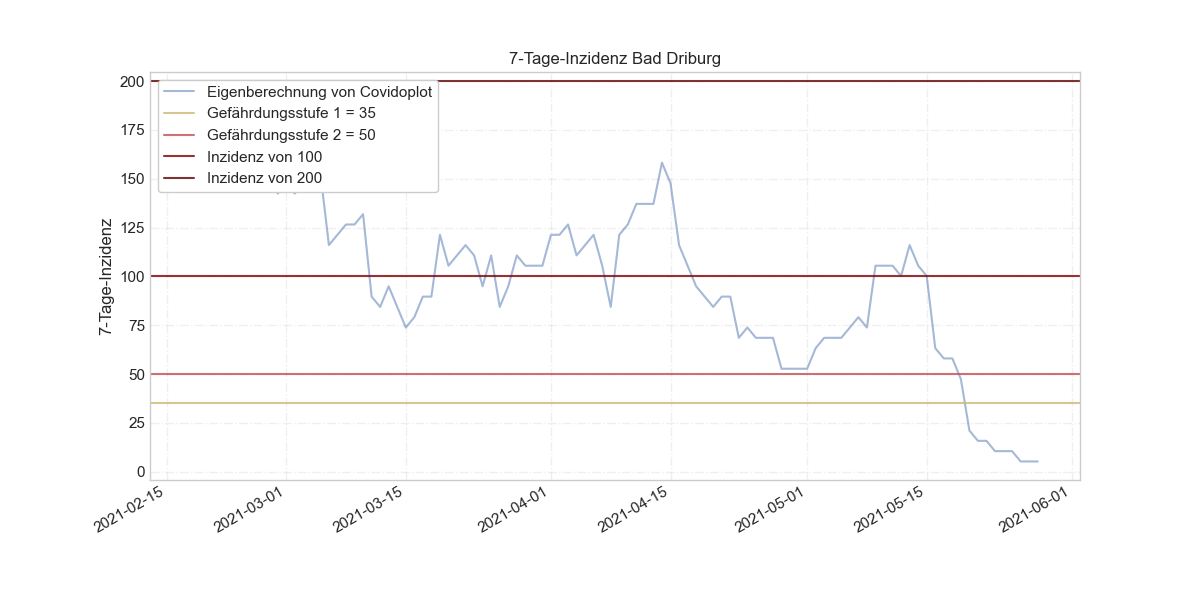 7-Tage-Inzidenz Bad Driburg
Eigenberechnung von Covidoplot
Gefährdungsstufe 1 = 35
Gefährdungsstufe 2 = 50
Inzidenz von 100
Inzidenz von 200
7-Tage-Inzidenz
200
175
150
125
100
75
50
25
0
2021-02-15
2021-03-01
2021-03-15
2021-04-01
2021-04-15
2021-05-01
2021-05-15
2021-06-01